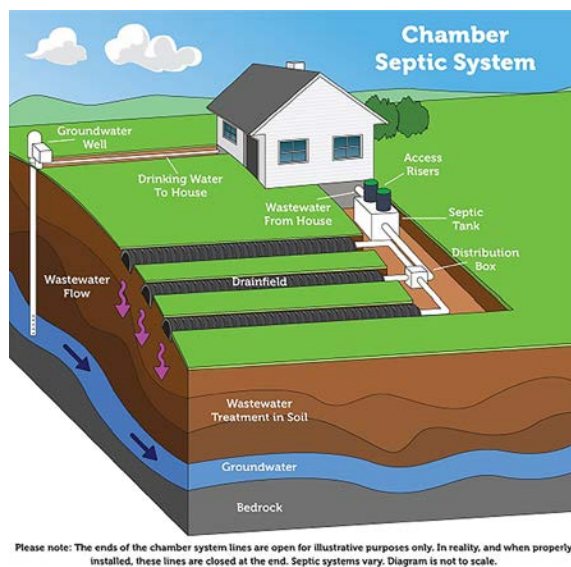 Chamber
Septic System
Groundwater
Well
Drinking Water
To House
Access
Risers
Wastewater
From House
Septic
Tank
Distribution
Box
Wastewater
Flow
Drainfield
Wastewater
Treatment in Soil
Groundwater
Bedrock
Please note: The ends of the chamber system lines are open for illustrative purposes only. In reality, and when properly
installed, these lines are closed at the end. Septic systems vary. Diagram is not to scale.